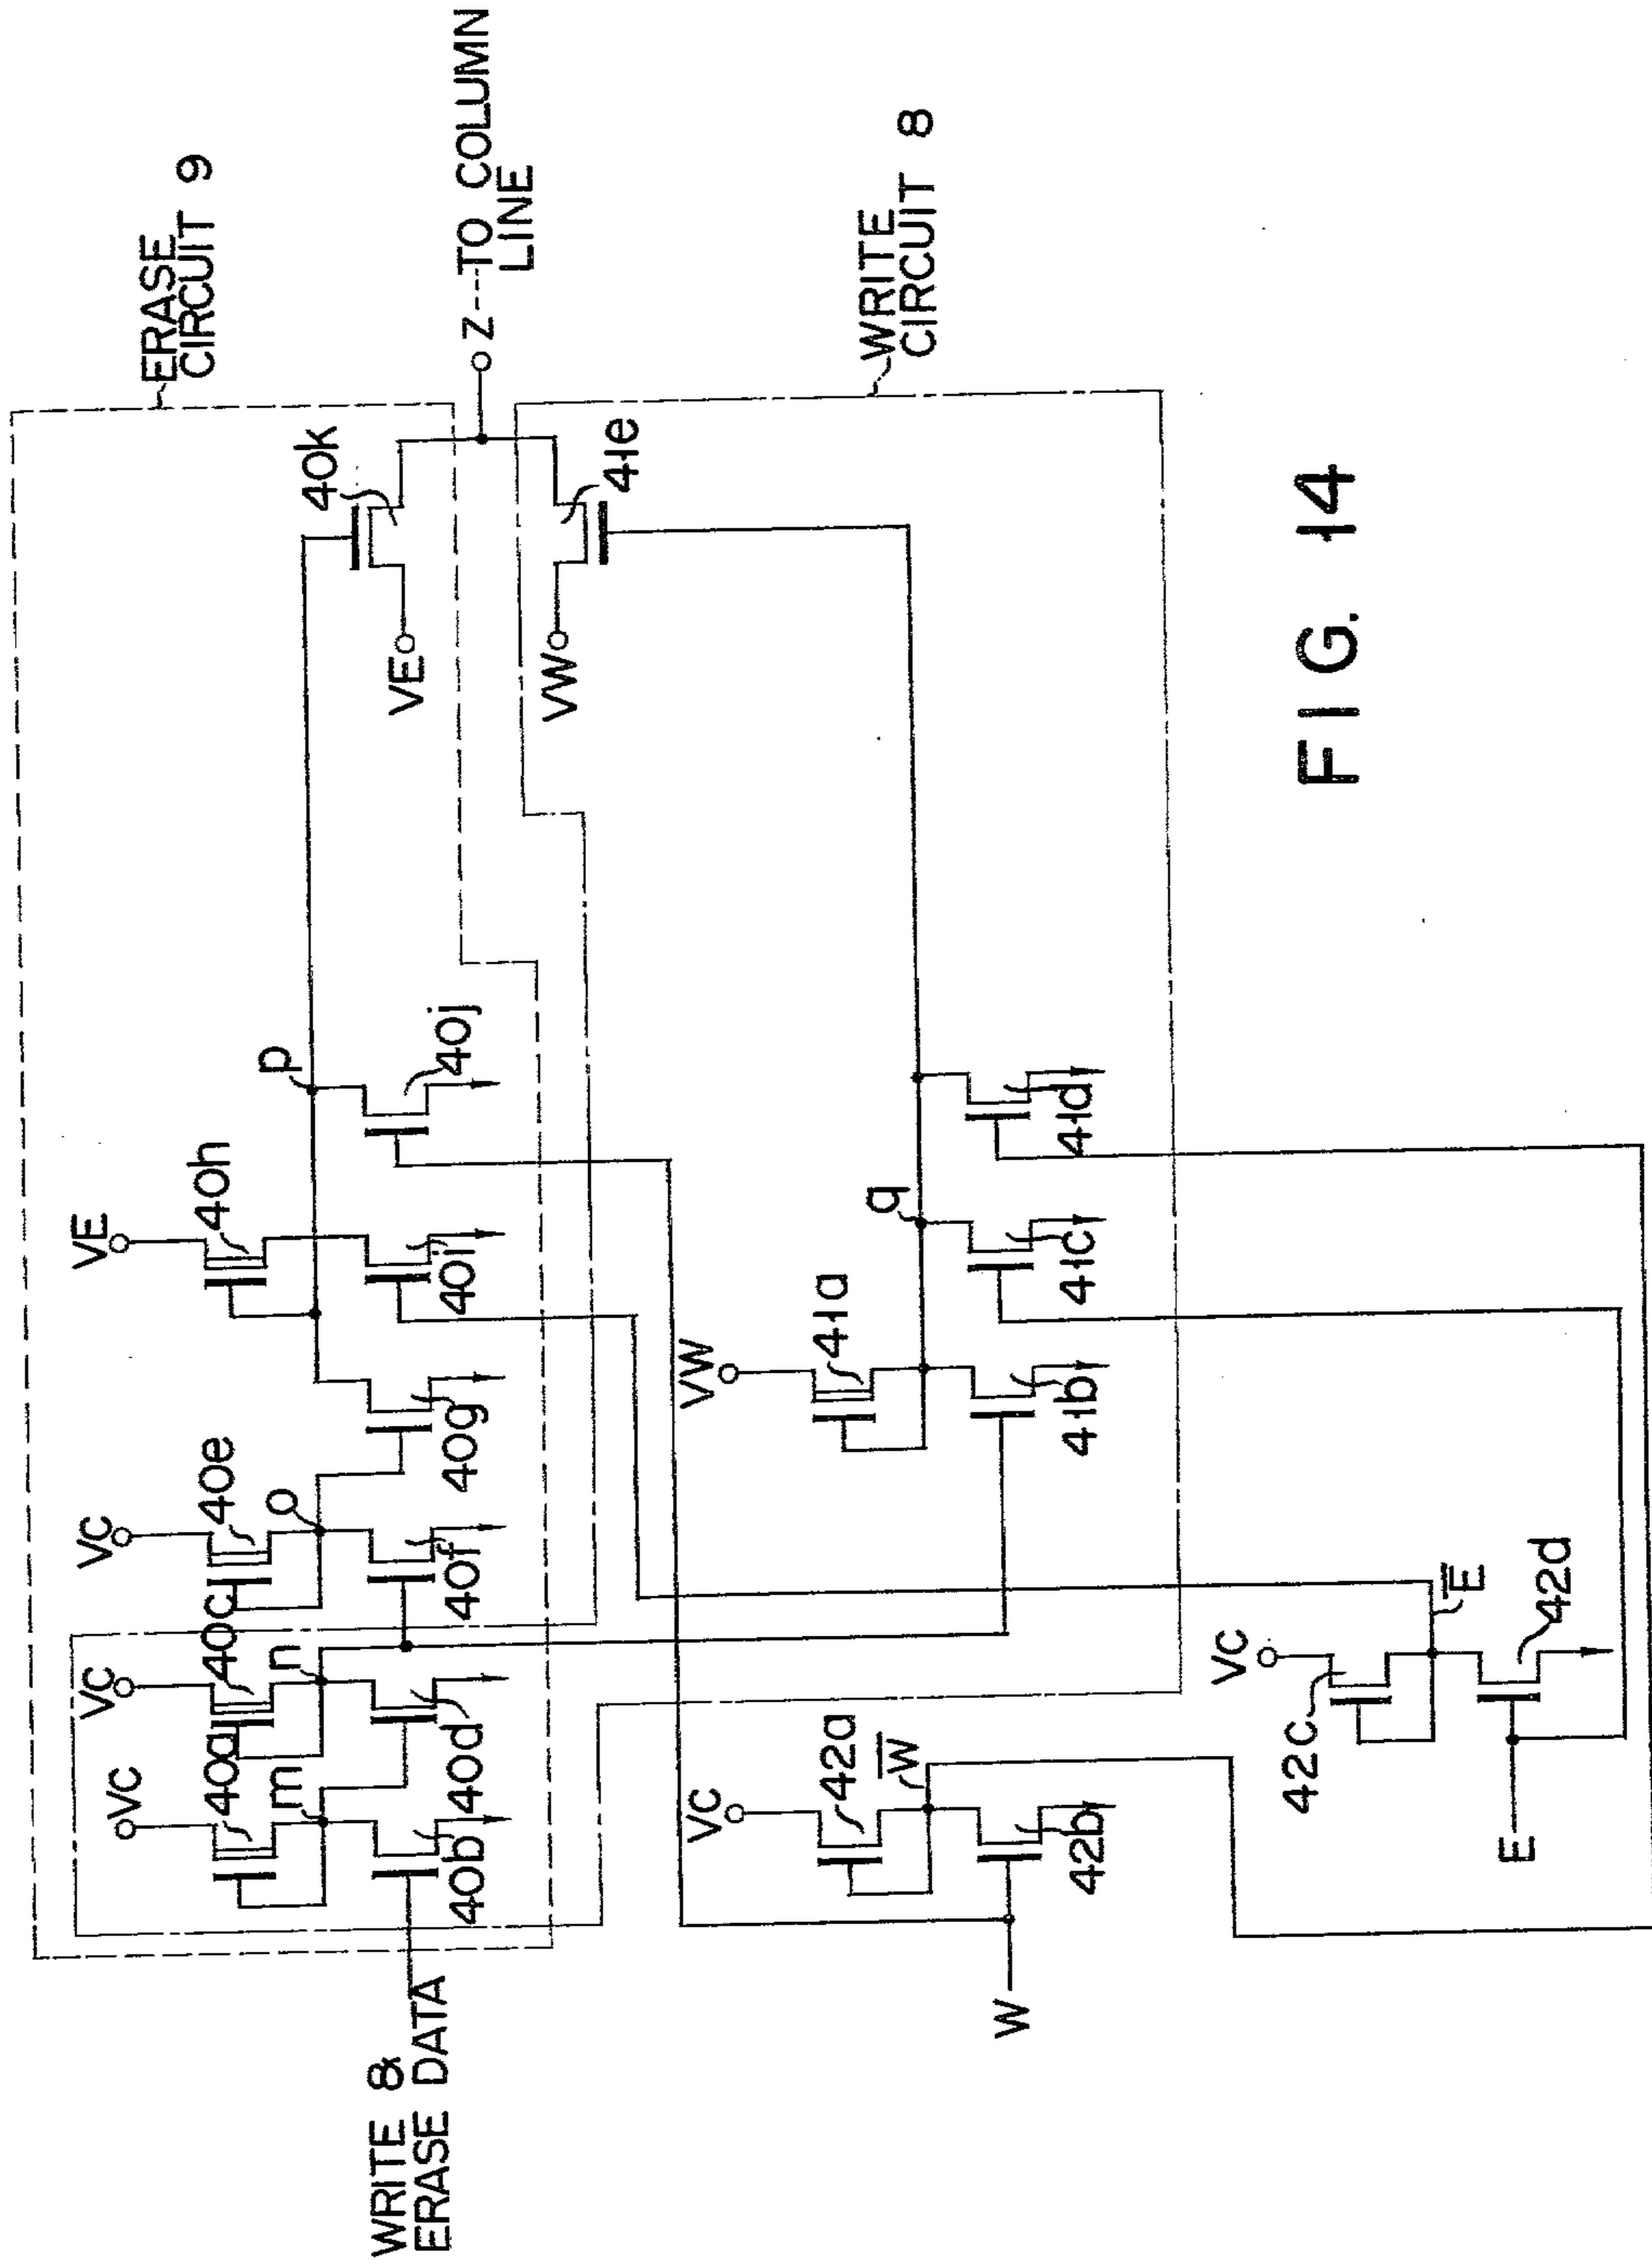 ERASE
CIRCUIT 9
VE
40h
VC
40e
VC
40c
VC
40a
p
o
n
m
40k
VE
40j
40i
40g
40f
40d
40b
WRITE &
ERASE DATA
Z---TO COLUMN
LINE
VW
41e
WRITE
CIRCUIT 8
VW
41a
q
41d
41c
41b
VC
42a
W̅
42b
W
VC
42c
E̅
42d
E
FIG. 14